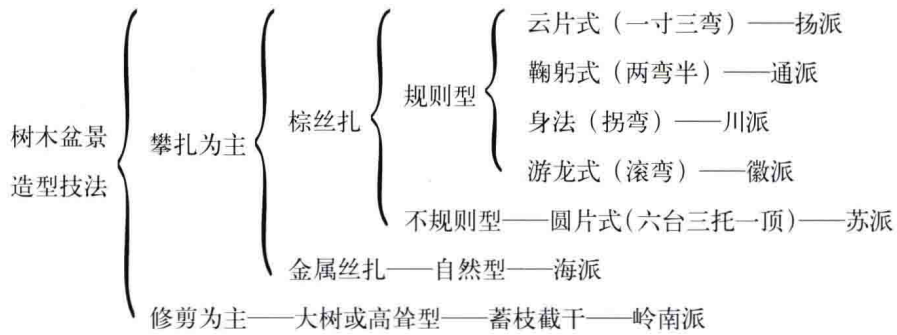 云片式（一寸三弯）——扬派
鞠躬式（两弯半）——通派
规则型
棕丝扎
身法（拐弯）——川派
树木盆景
造型技法
攀扎为主
游龙式（滚弯）——徽派
不规则型——圆片式（六台三托一顶）——苏派
金属丝扎——自然型——海派
修剪为主——大树或高耸型——蓄枝截干——岭南派